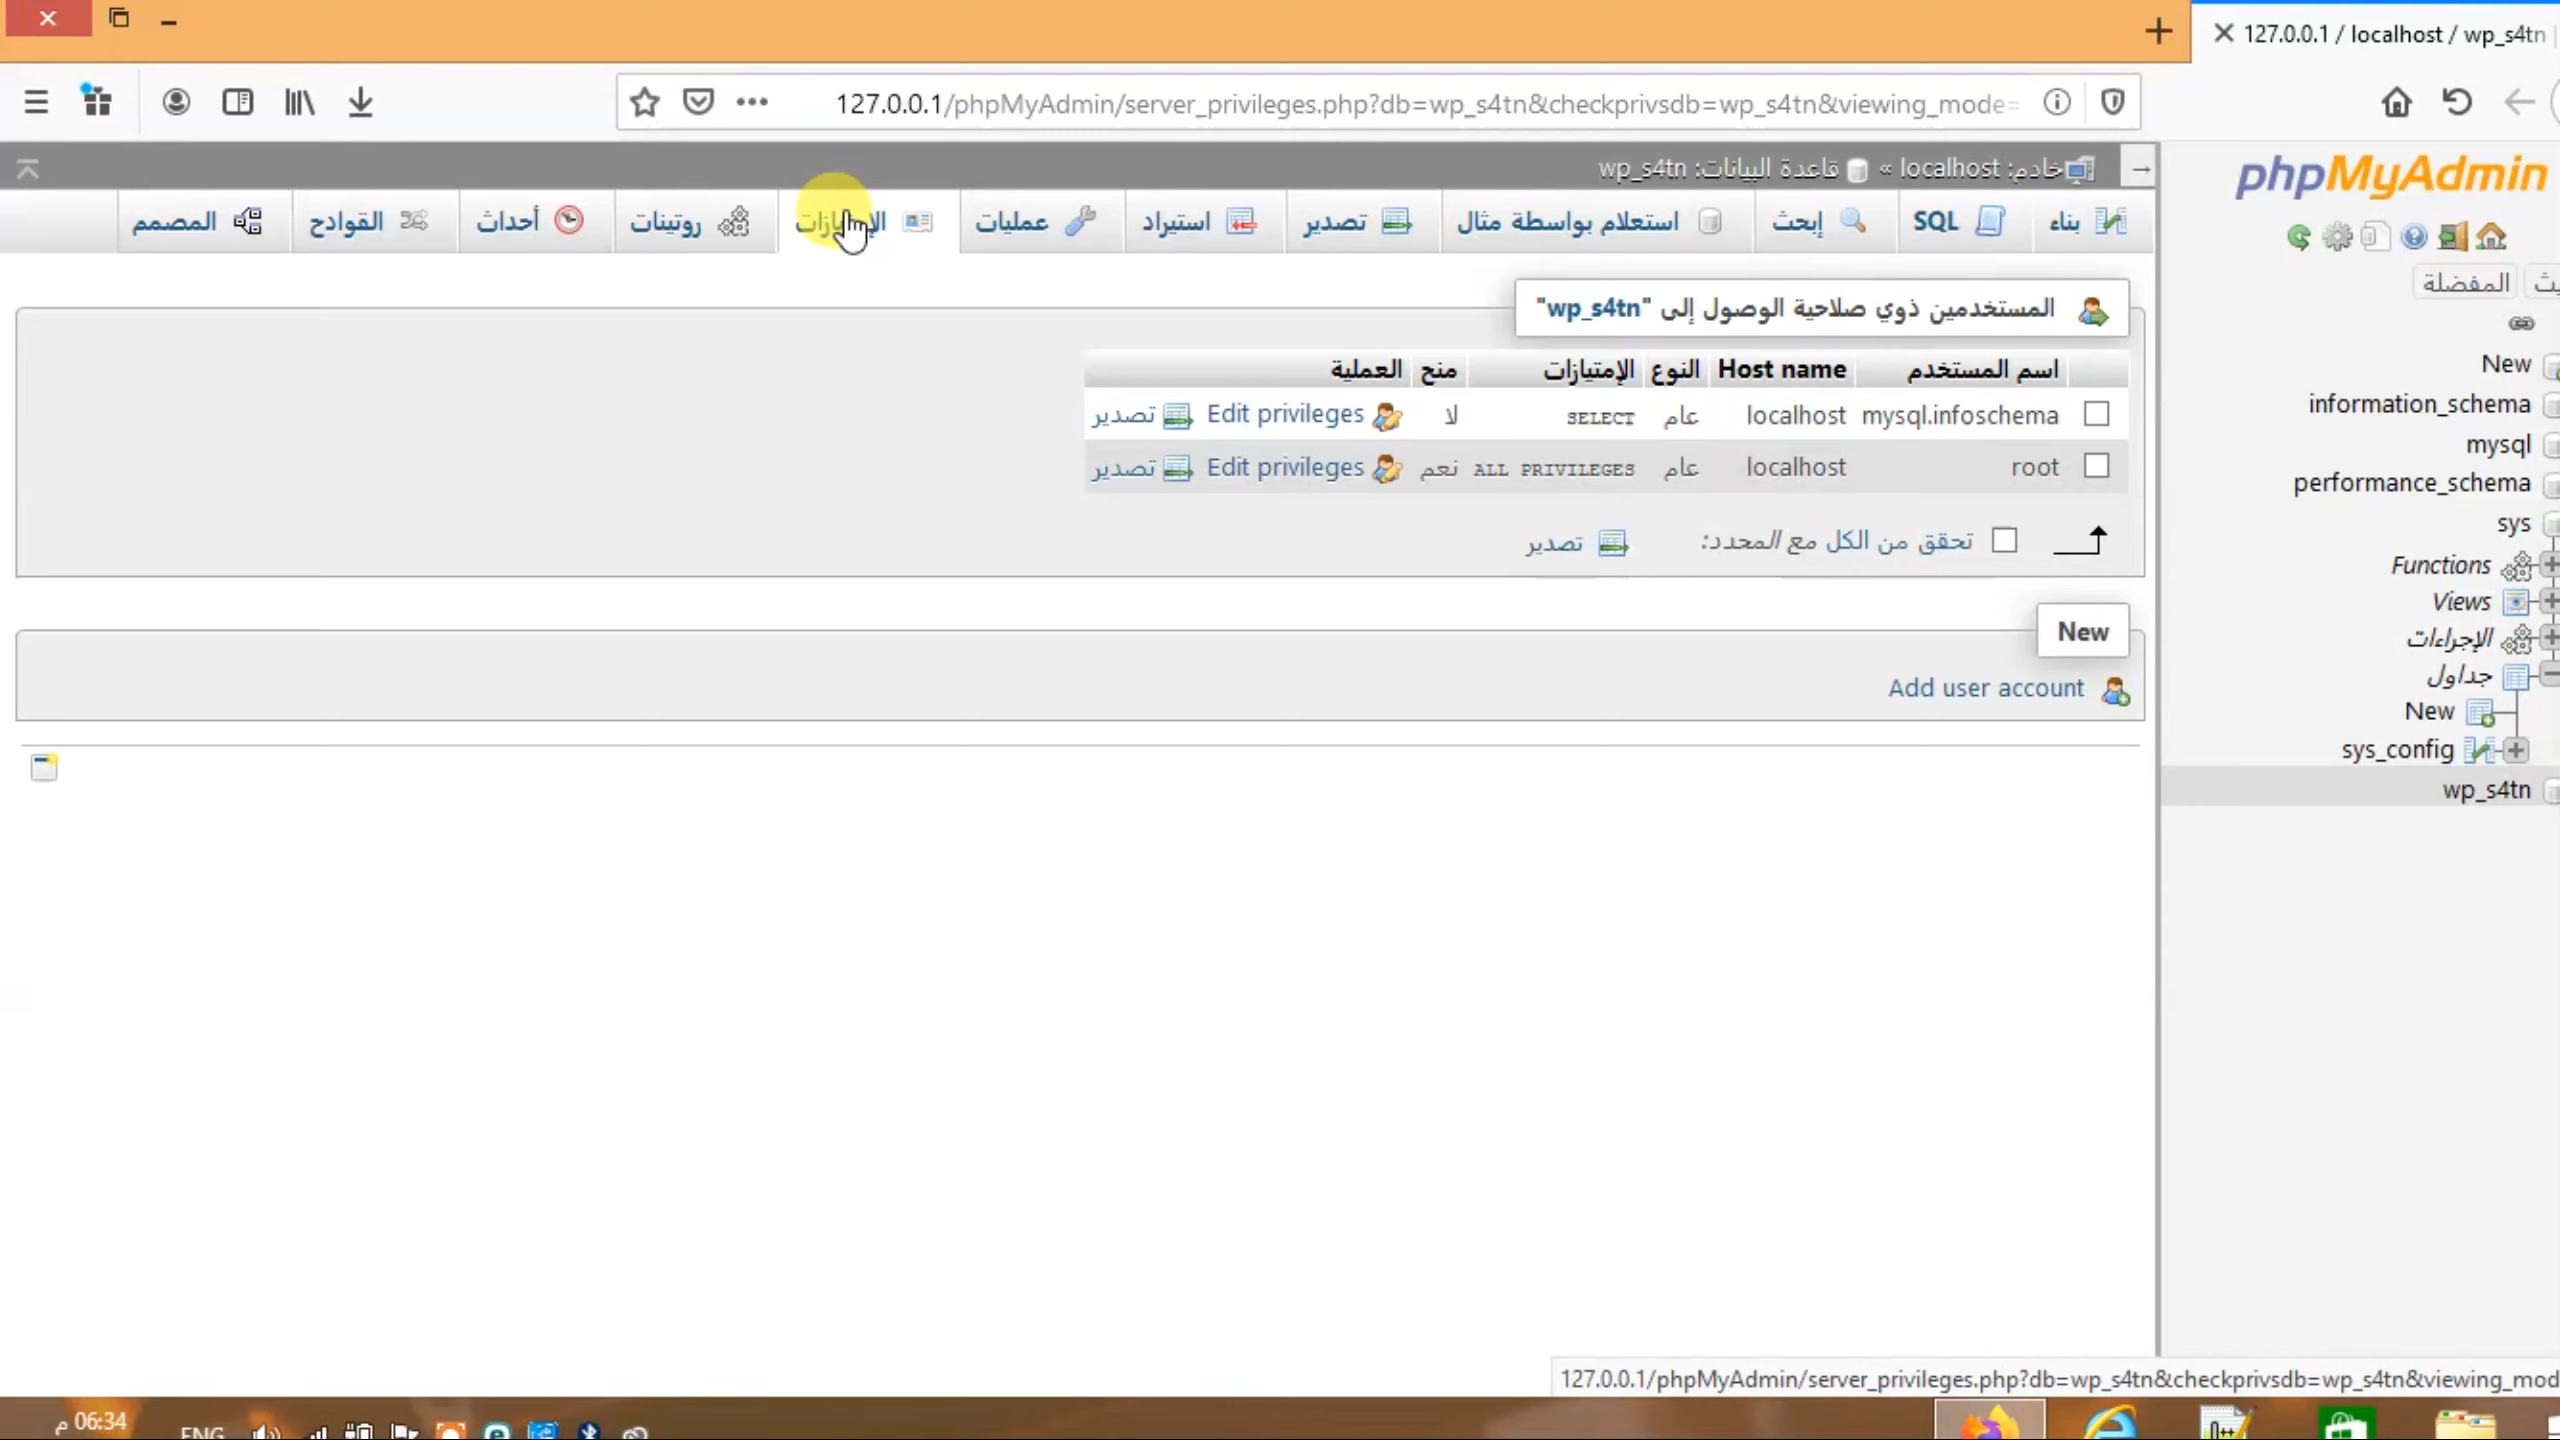 127.0.0.1 / localhost / wp_s4tn
127.0.0.1/phpMyAdmin/server_privileges.php?db=wp_s4tn&checkprivsdb=wp_s4tn&viewing_mode=
phpMyAdmin
المفضلة
New
information_schema
mysql
performance_schema
sys
Functions
Views
الإجراءات
جداول
New
sys_config
wp_s4tn
خادم: localhost » قاعدة البيانات: wp_s4tn
بناء SQL إبحث استعلام بواسطة مثال تصدير استيراد عمليات روتينات أحداث القوادح المصمم
المستخدمين ذوي صلاحية الوصول إلى "wp_s4tn"
اسم المستخدم Host name النوع الإمتيازات منح العملية
mysql.infoschema localhost عام SELECT لا Edit privileges تصدير
root localhost عام ALL PRIVILEGES نعم Edit privileges تصدير
تحقق من الكل مع المحدد: تصدير
New
Add user account
127.0.0.1/phpMyAdmin/server_privileges.php?db=wp_s4tn&checkprivsdb=wp_s4tn&viewing_mod
ENG
06:34 م